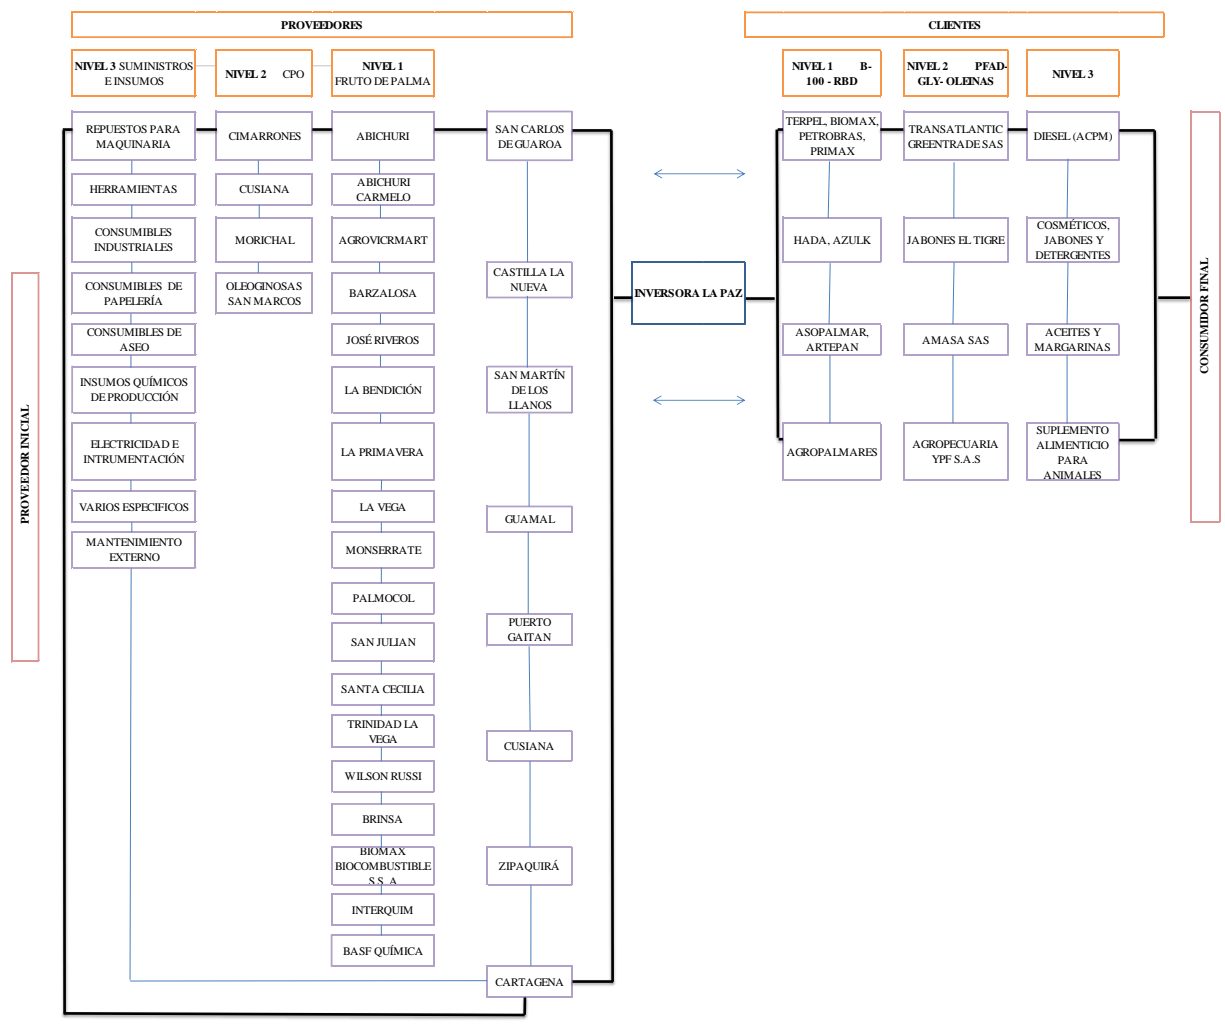 PROVEEDORES
CLIENTES
NIVEL 3 SUMINISTROS
E INSUMOS
NIVEL 2 CPO
NIVEL 1
FRUTO DE PALMA
NIVEL 1 B-
100 - RBD
NIVEL 2 PFAD-
GLY- OLEINAS
NIVEL 3
PROVEEDOR INICIAL
REPUESTOS PARA
MAQUINARIA
HERRAMIENTAS
CONSUMIBLES
INDUSTRIALES
CONSUMIBLES DE
PAPELERÍA
CONSUMIBLES DE
ASEO
INSUMOS QUÍMICOS
DE PRODUCCIÓN
ELECTRICIDAD E
INTRUMENTACIÓN
VARIOS ESPECIFICOS
MANTENIMIENTO
EXTERNO
CIMARRONES
CUSIANA
MORICHAL
OLEOGINOSAS
SAN MARCOS
ABICHURI
ABICHURI
CARMELO
AGROVICRMART
BARZALOSA
JOSÉ RIVEROS
LA BENDICIÓN
LA PRIMAVERA
LA VEGA
MONSERRATE
PALMOCOL
SAN JULIAN
SANTA CECILIA
TRINIDAD LA
VEGA
WILSON RUSSI
BRINSA
BIOMAX
BIOCOMBUSTIBLE
S S. A
INTERQUIM
BASF QUÍMICA
SAN CARLOS
DE GUAROA
CASTILLA LA
NUEVA
SAN MARTÍN
DE LOS
LLANOS
GUAMAL
PUERTO
GAITAN
CUSIANA
ZIPAQUIRÁ
CARTAGENA
INVERSORA LA PAZ
TERPEL, BIOMAX,
PETROBRAS,
PRIMAX
HADA, AZULK
ASOPALMAR,
ARTEPAN
AGROPALMARES
TRANSATLANTIC
GREENTRADE SAS
JABONES EL TIGRE
AMASA SAS
AGROPECUARIA
YPF S.A.S
DIESEL (ACPM)
COSMÉTICOS,
JABONES Y
DETERGENTES
ACEITES Y
MARGARINAS
SUPLEMENTO
ALIMENTICIO
PARA
ANIMALES
CONSUMIDOR FINAL